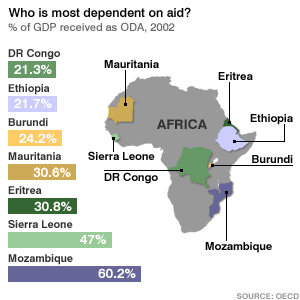 Who is most dependent on aid?
% of GDP received as ODA, 2002
DR Congo
21.3%
Ethiopia
21.7%
Burundi
24.2%
Mauritania
30.6%
Eritrea
30.8%
Sierra Leone
47%
Mozambique
60.2%
Mauritania
Eritrea
AFRICA
Ethiopia
Sierra Leone
Burundi
DR Congo
Mozambique
SOURCE: OECD